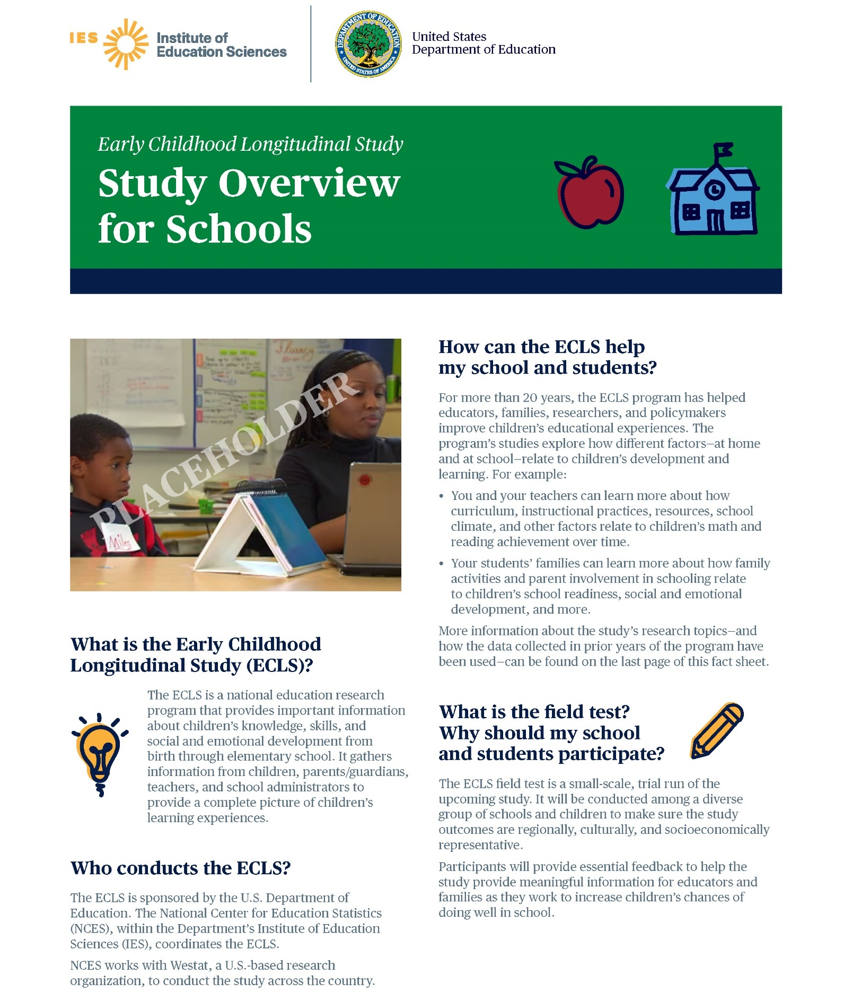 IES
Institute of
Education Sciences
DEPARTMENT OF EDUCATION
UNITED STATES OF AMERICA
United States
Department of Education
Early Childhood Longitudinal Study
Study Overview
for Schools
Fluency
PLACEHOLDER
Miles
What is the Early Childhood
Longitudinal Study (ECLS)?
The ECLS is a national education research
program that provides important information
about children’s knowledge, skills, and
social and emotional development from
birth through elementary school. It gathers
information from children, parents/guardians,
teachers, and school administrators to
provide a complete picture of children’s
learning experiences.
Who conducts the ECLS?
The ECLS is sponsored by the U.S. Department of
Education. The National Center for Education Statistics
(NCES), within the Department’s Institute of Education
Sciences (IES), coordinates the ECLS.
NCES works with Westat, a U.S.-based research
organization, to conduct the study across the country.
How can the ECLS help
my school and students?
For more than 20 years, the ECLS program has helped
educators, families, researchers, and policymakers
improve children’s educational experiences. The
program’s studies explore how different factors—at home
and at school—relate to children’s development and
learning. For example:
• You and your teachers can learn more about how
curriculum, instructional practices, resources, school
climate, and other factors relate to children’s math and
reading achievement over time.
• Your students’ families can learn more about how family
activities and parent involvement in schooling relate
to children’s school readiness, social and emotional
development, and more.
More information about the study’s research topics—and
how the data collected in prior years of the program have
been used—can be found on the last page of this fact sheet.
What is the field test?
Why should my school
and students participate?
The ECLS field test is a small-scale, trial run of the
upcoming study. It will be conducted among a diverse
group of schools and children to make sure the study
outcomes are regionally, culturally, and socioeconomically
representative.
Participants will provide essential feedback to help the
study provide meaningful information for educators and
families as they work to increase children’s chances of
doing well in school.